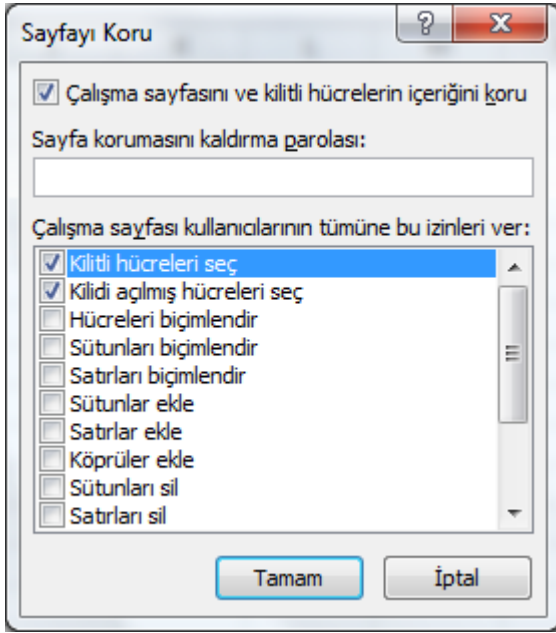 Sayfayı Koru
Çalışma sayfasını ve kilitli hücrelerin içeriğini koru
Sayfa korumasını kaldırma parolası:
Çalışma sayfası kullanıcılarının tümüne bu izinleri ver:
Kilitli hücreleri seç
Kilidi açılmış hücreleri seç
Hücreleri biçimlendir
Sütunları biçimlendir
Satırları biçimlendir
Sütunlar ekle
Satırlar ekle
Köprüler ekle
Sütunları sil
Satırları sil
Tamam İptal